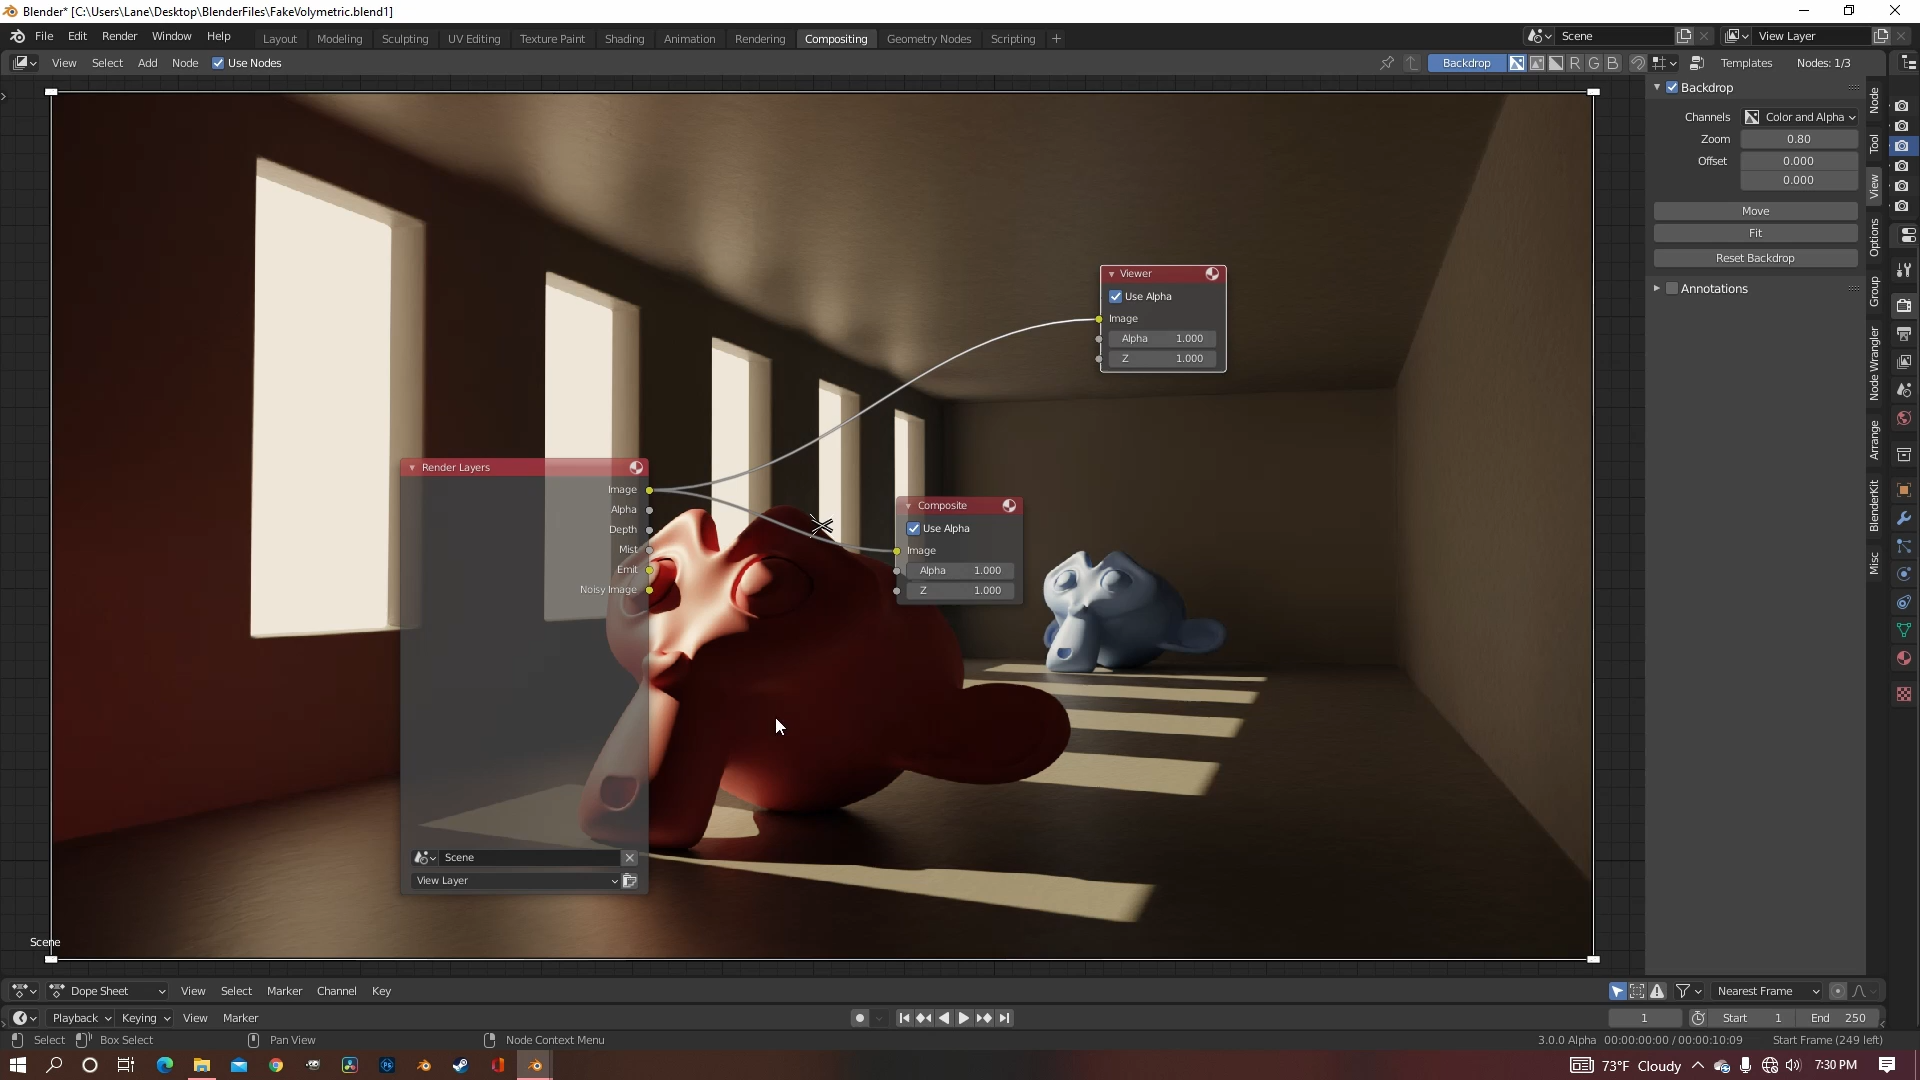 Blender* [C:\Users\Lane\Desktop\BlenderFiles\FakeVolymetric.blend1]
File Edit Render Window Help
Layout Modeling Sculpting UV Editing Texture Paint Shading Animation Rendering Compositing Geometry Nodes Scripting +
Scene
View Layer
View Select Add Node Use Nodes
Backdrop R G B
Templates Nodes: 1/3
Backdrop
Channels Color and Alpha
Zoom 0.80
Offset 0.000
0.000
Move
Fit
Reset Backdrop
Annotations
Node
Tool
View
Options
Group
Node Wrangler
Arrange
BlenderKit
Misc
Viewer
Use Alpha
Image
Alpha 1.000
Z 1.000
Render Layers
Image
Alpha
Depth
Mist
Emit
Noisy Image
Scene
View Layer
Composite
Use Alpha
Image
Alpha 1.000
Z 1.000
Scene
Dope Sheet View Select Marker Channel Key
Nearest Frame
Playback Keying View Marker
1 Start 1 End 250
Select Box Select Pan View Node Context Menu
3.0.0 Alpha 00:00:00:00 / 00:00:10:09 Start Frame (249 left)
73°F Cloudy 7:30 PM